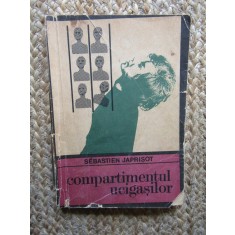 SÉBASTIEN JAPRISOT
compartimentul
ucigașilor